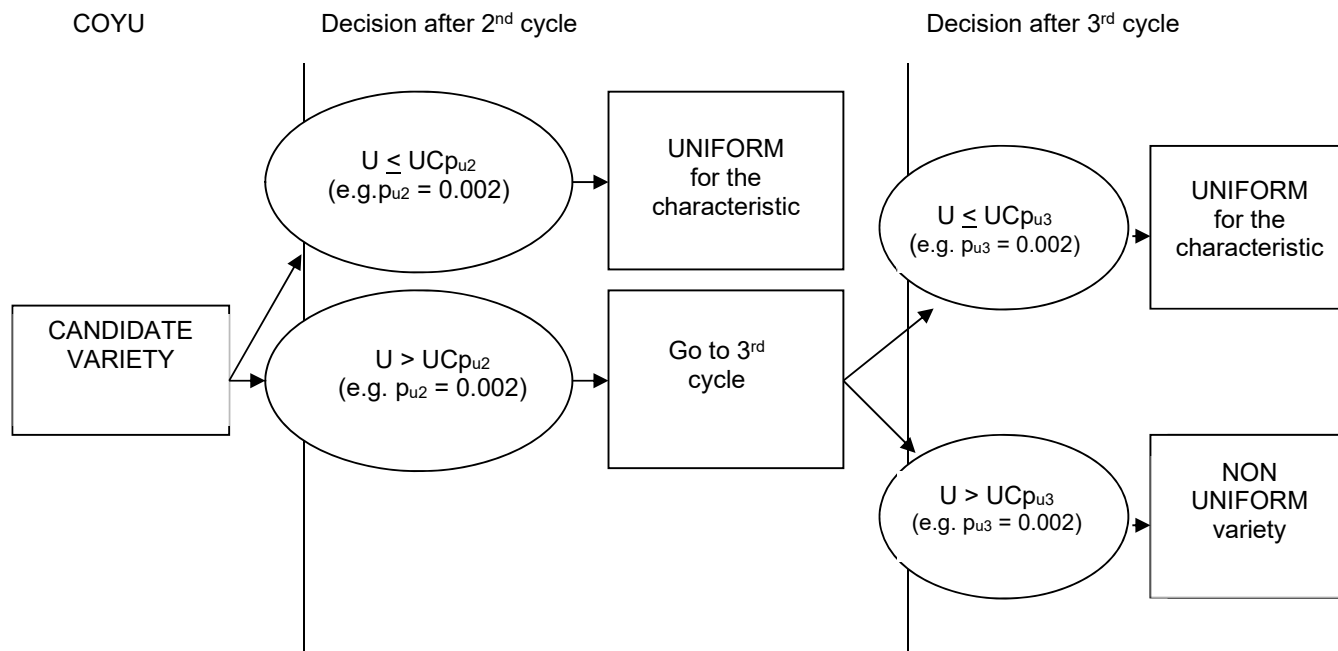 COYU
Decision after 2nd cycle
Decision after 3rd cycle
U ≤ UCpu2
(e.g.pu2 = 0.002)
UNIFORM
for the
characteristic
U ≤ UCpu3
(e.g. pu3 = 0.002)
UNIFORM
for the
characteristic
CANDIDATE
VARIETY
U > UCpu2
(e.g. pu2 = 0.002)
Go to 3rd
cycle
U > UCpu3
(e.g. pu3 = 0.002)
NON
UNIFORM
variety